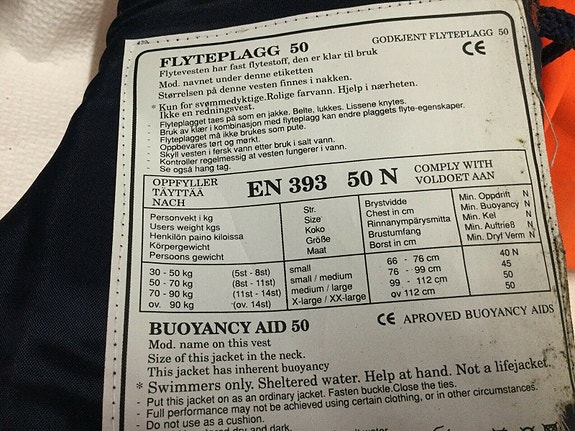 FLYTEPLAGG 50 GODKJENT FLYTEPLAGG 50
Flytevesten har fast flytestoff, den er klar til bruk CE
Mod. navnet under denne etiketten
Størrelsen på denne vesten finnes i nakken.
* Kun for svømmedyktige. Rolige farvann. Hjelp i nærheten.
Ikke en redningsvest.
- Flyteplagget taes på som en jakke. Belte, lukkes. Lissene knytes.
- Bruk av klær i kombinasjon med flyteplagg kan endre plaggets flyte-egenskaper.
- Flyteplagget må ikke brukes som pute.
- Oppbevares tørt og mørkt.
- Skyll vesten i fersk vann etter bruk i salt vann.
- Kontroller regelmessig at vesten fungerer i vann.
- Se også hang tag.
OPPFYLLER
TÄYTTÄÄ
NACH
EN 393 50 N
COMPLY WITH
VOLDOET AAN
Personvekt i kg Str. Brystvidde Min. Oppdrift N
Users weight kgs Size Chest in cm Min. Buoyancy N
Henkilön paino kiloissa Koko Rinnanympärysmitta Min. Kel N
Körpergewicht Größe Brustumfang Min. Auftrieß N
Persoons gewicht Maat Borst in cm Min. Dryf Verm N
30 - 50 kg (5st - 8st) small 66 - 76 cm 40 N
50 - 70 kg (8st - 11st) small / medium 76 - 99 cm 45
70 - 90 kg (11st - 14st) medium / large 99 - 112 cm 50
ov. 90 kg (ov. 14st) X-large / XX-large ov 112 cm 50
BUOYANCY AID 50 CE APROVED BUOYANCY AIDS
Mod. name on this vest
Size of this jacket in the neck.
This jacket has inherent buoyancy
* Swimmers only. Sheltered water. Help at hand. Not a lifejacket.
- Put this jacket on as an ordinary jacket. Fasten buckle. Close the ties.
- Full performance may not be achieved using certain clothing, or in other circumstances.
- Do not use as a cushion.
dry and dark.